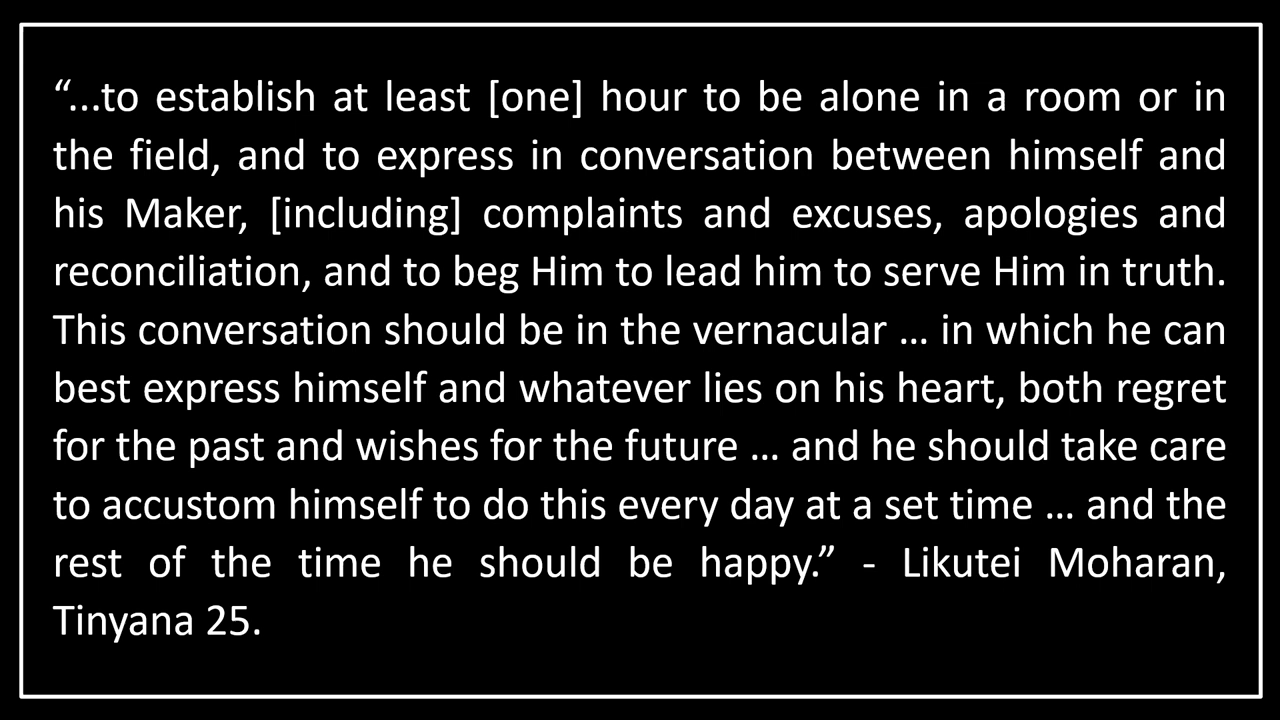 “...to establish at least [one] hour to be alone in a room or in
the field, and to express in conversation between himself and
his Maker, [including] complaints and excuses, apologies and
reconciliation, and to beg Him to lead him to serve Him in truth.
This conversation should be in the vernacular … in which he can
best express himself and whatever lies on his heart, both regret
for the past and wishes for the future … and he should take care
to accustom himself to do this every day at a set time … and the
rest of the time he should be happy.” - Likutei Moharan,
Tinyana 25.